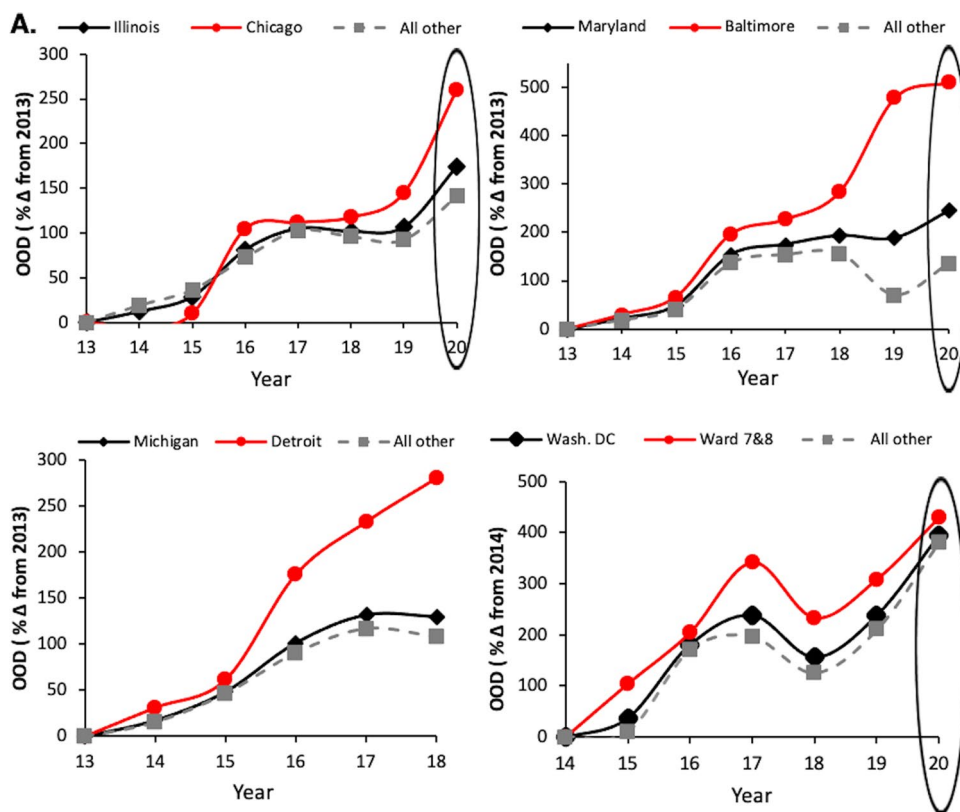 A.
Illinois Chicago All other
OOD ( % Δ from 2013)
300
250
200
150
100
50
0
13 14 15 16 17 18 19 20
Year
Maryland Baltimore All other
OOD ( % Δ from 2013)
500
400
300
200
100
0
13 14 15 16 17 18 19 20
Year
Michigan Detroit All other
OOD ( % Δ from 2013)
300
250
200
150
100
50
0
13 14 15 16 17 18
Year
Wash. DC Ward 7&8 All other
OOD ( % Δ from 2014)
500
400
300
200
100
0
14 15 16 17 18 19 20
Year